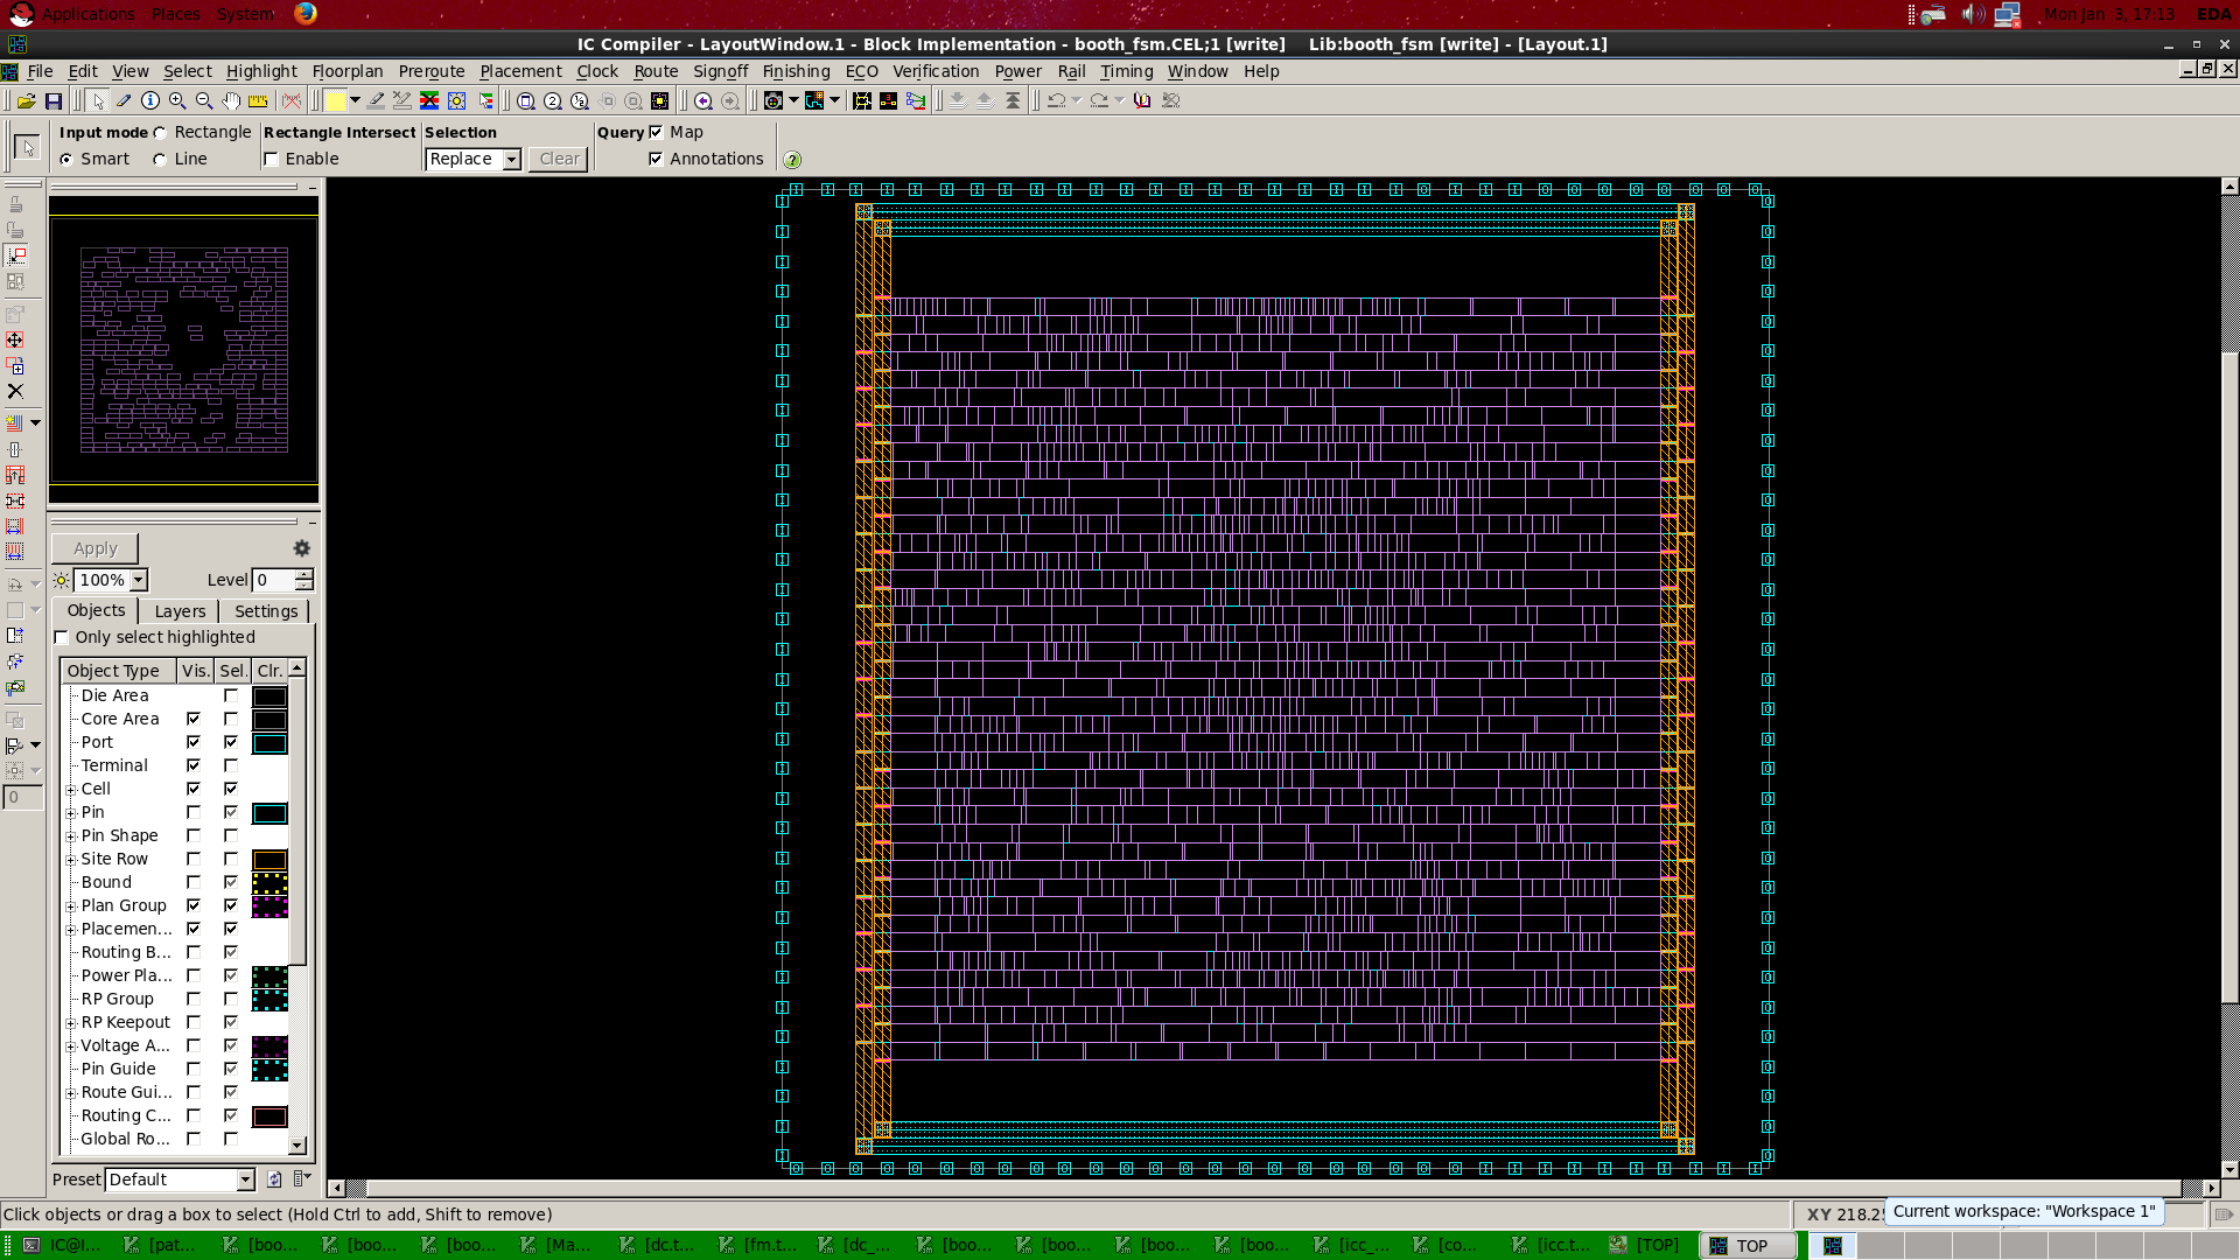 Applications Places System Mon Jan 3, 17:13 EDA
IC Compiler - LayoutWindow.1 - Block Implementation - booth_fsm.CEL;1 [write] Lib:booth_fsm [write] - [Layout.1]
File Edit View Select Highlight Floorplan Preroute Placement Clock Route Signoff Finishing ECO Verification Power Rail Timing Window Help
Input mode Rectangle Rectangle Intersect Selection Query Map
Smart Line Enable Replace Clear Annotations
Apply
100% Level 0
Objects Layers Settings
Only select highlighted
Object Type Vis. Sel. Clr.
Die Area
Core Area
Port
Terminal
Cell
Pin
Pin Shape
Site Row
Bound
Plan Group
Placemen...
Routing B...
Power Pla...
RP Group
RP Keepout
Voltage A...
Pin Guide
Route Gui...
Routing C...
Global Ro...
0
Preset Default
Click objects or drag a box to select (Hold Ctrl to add, Shift to remove) XY Current workspace: "Workspace 1"
IC@l... [pat... [boo... [boo... [boo... [Ma... [dc.t... [fm.t... [dc_... [boo... [boo... [boo... [boo... [icc_... [co... [icc.t... [TOP] TOP